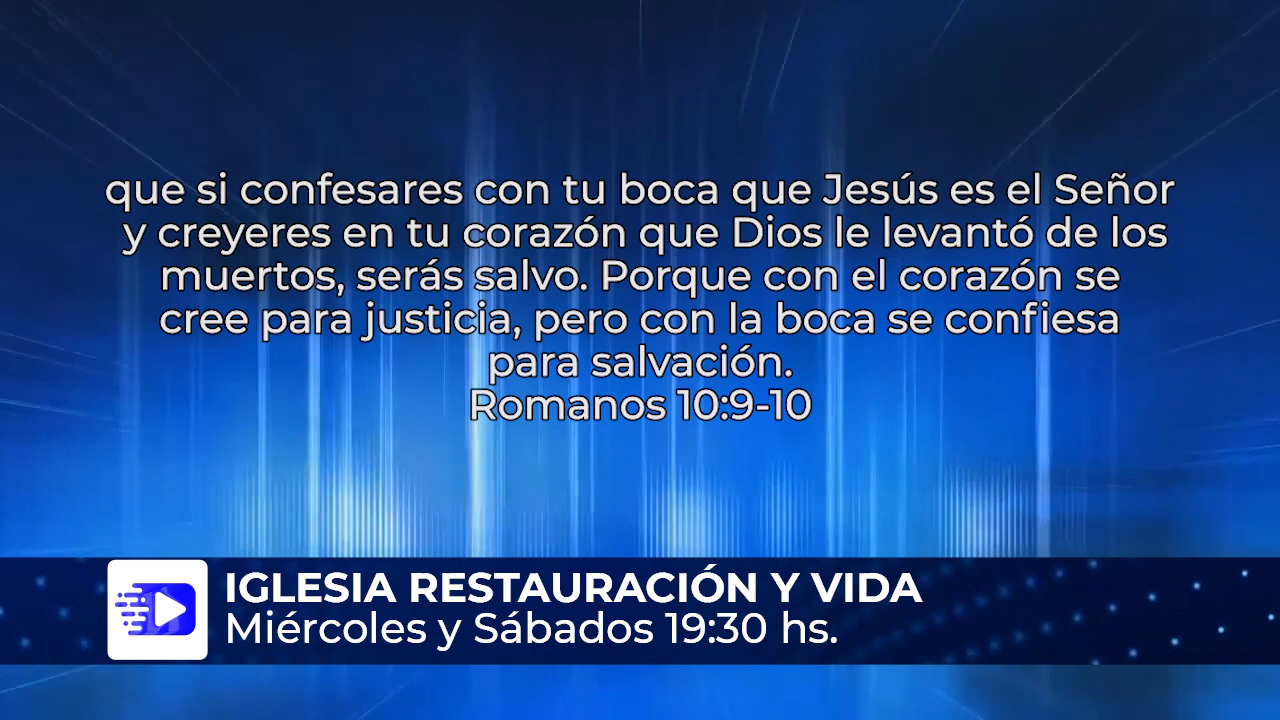 que si confesares con tu boca que Jesús es el Señor
y creyeres en tu corazón que Dios le levantó de los
muertos, serás salvo. Porque con el corazón se
cree para justicia, pero con la boca se confiesa
para salvación.
Romanos 10:9-10
IGLESIA RESTAURACIÓN Y VIDA
Miércoles y Sábados 19:30 hs.